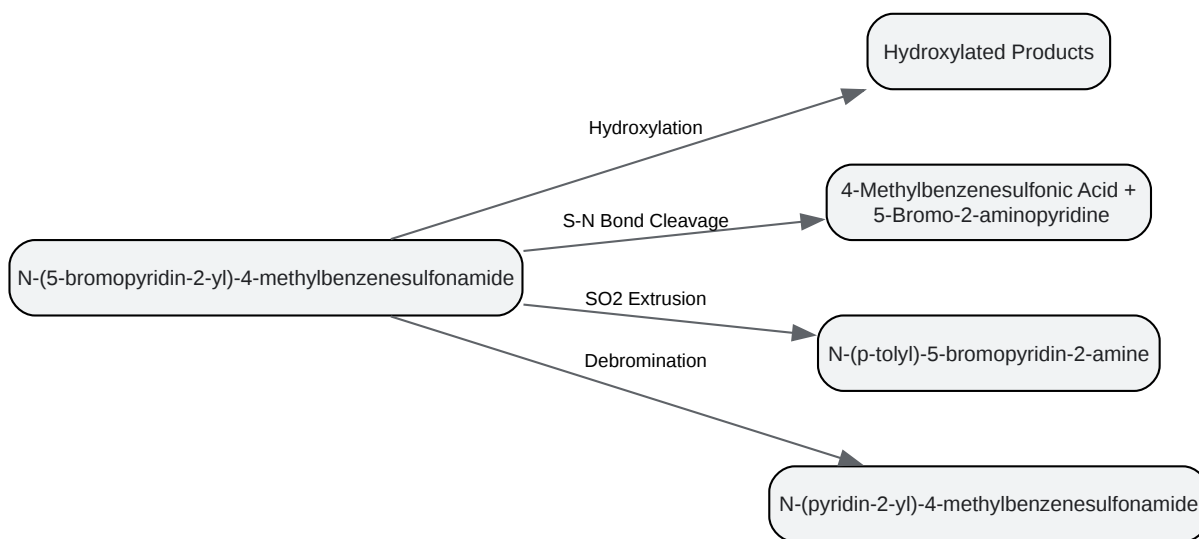 Hydroxylated Products
Hydroxylation
4-Methylbenzenesulfonic Acid +
5-Bromo-2-aminopyridine
S-N Bond Cleavage
N-(5-bromopyridin-2-yl)-4-methylbenzenesulfonamide
SO2 Extrusion
N-(p-tolyl)-5-bromopyridin-2-amine
Debromination
N-(pyridin-2-yl)-4-methylbenzenesulfonamide